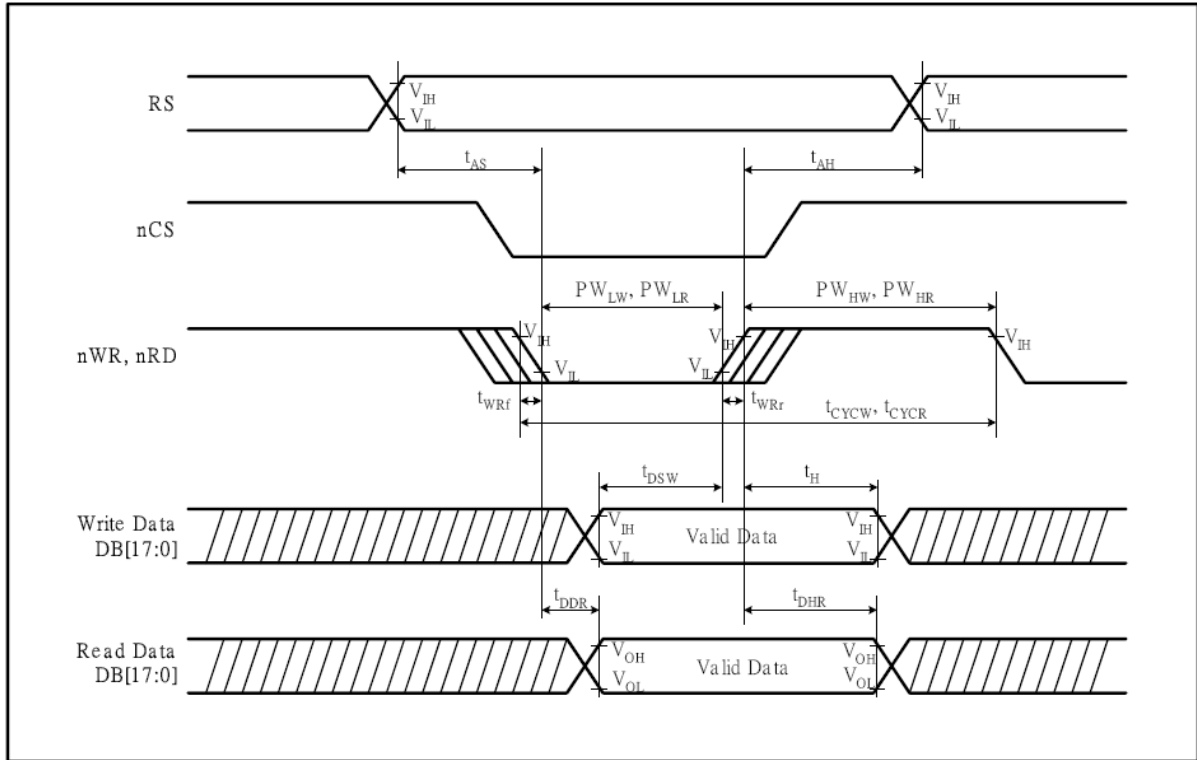 RS
V_IH
V_IL
V_IH
V_IL
t_AS
t_AH
nCS
PW_LW, PW_LR
PW_HW, PW_HR
nWR, nRD
V_IH
V_IL
V_IH
V_IL
V_IH
t_WRf
t_WRr
t_CYCW, t_CYCR
t_DSW
t_H
Write Data
DB[17:0]
V_IH
V_IL
Valid Data
V_IH
V_IL
t_DDR
t_DHR
Read Data
DB[17:0]
V_OH
V_OL
Valid Data
V_OH
V_OL